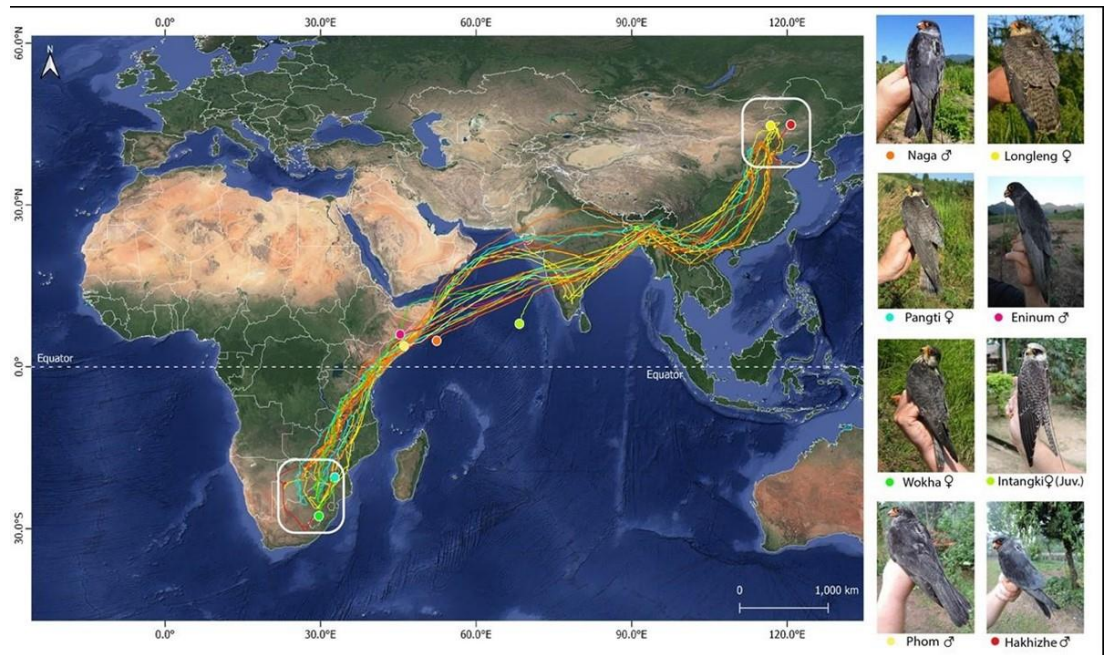 0.0° 30.0°E 60.0°E 90.0°E 120.0°E
60.0°N
N
30.0°N
0.0°
30.0°S
Equator
Equator
0 1,000 km
0.0° 30.0°E 60.0°E 90.0°E 120.0°E
Naga ♂ Longleng ♀
Pangti ♀ Eninum ♂
Wokha ♀ Intangki♀(Juv.)
Phom ♂ Hakhizhe ♂